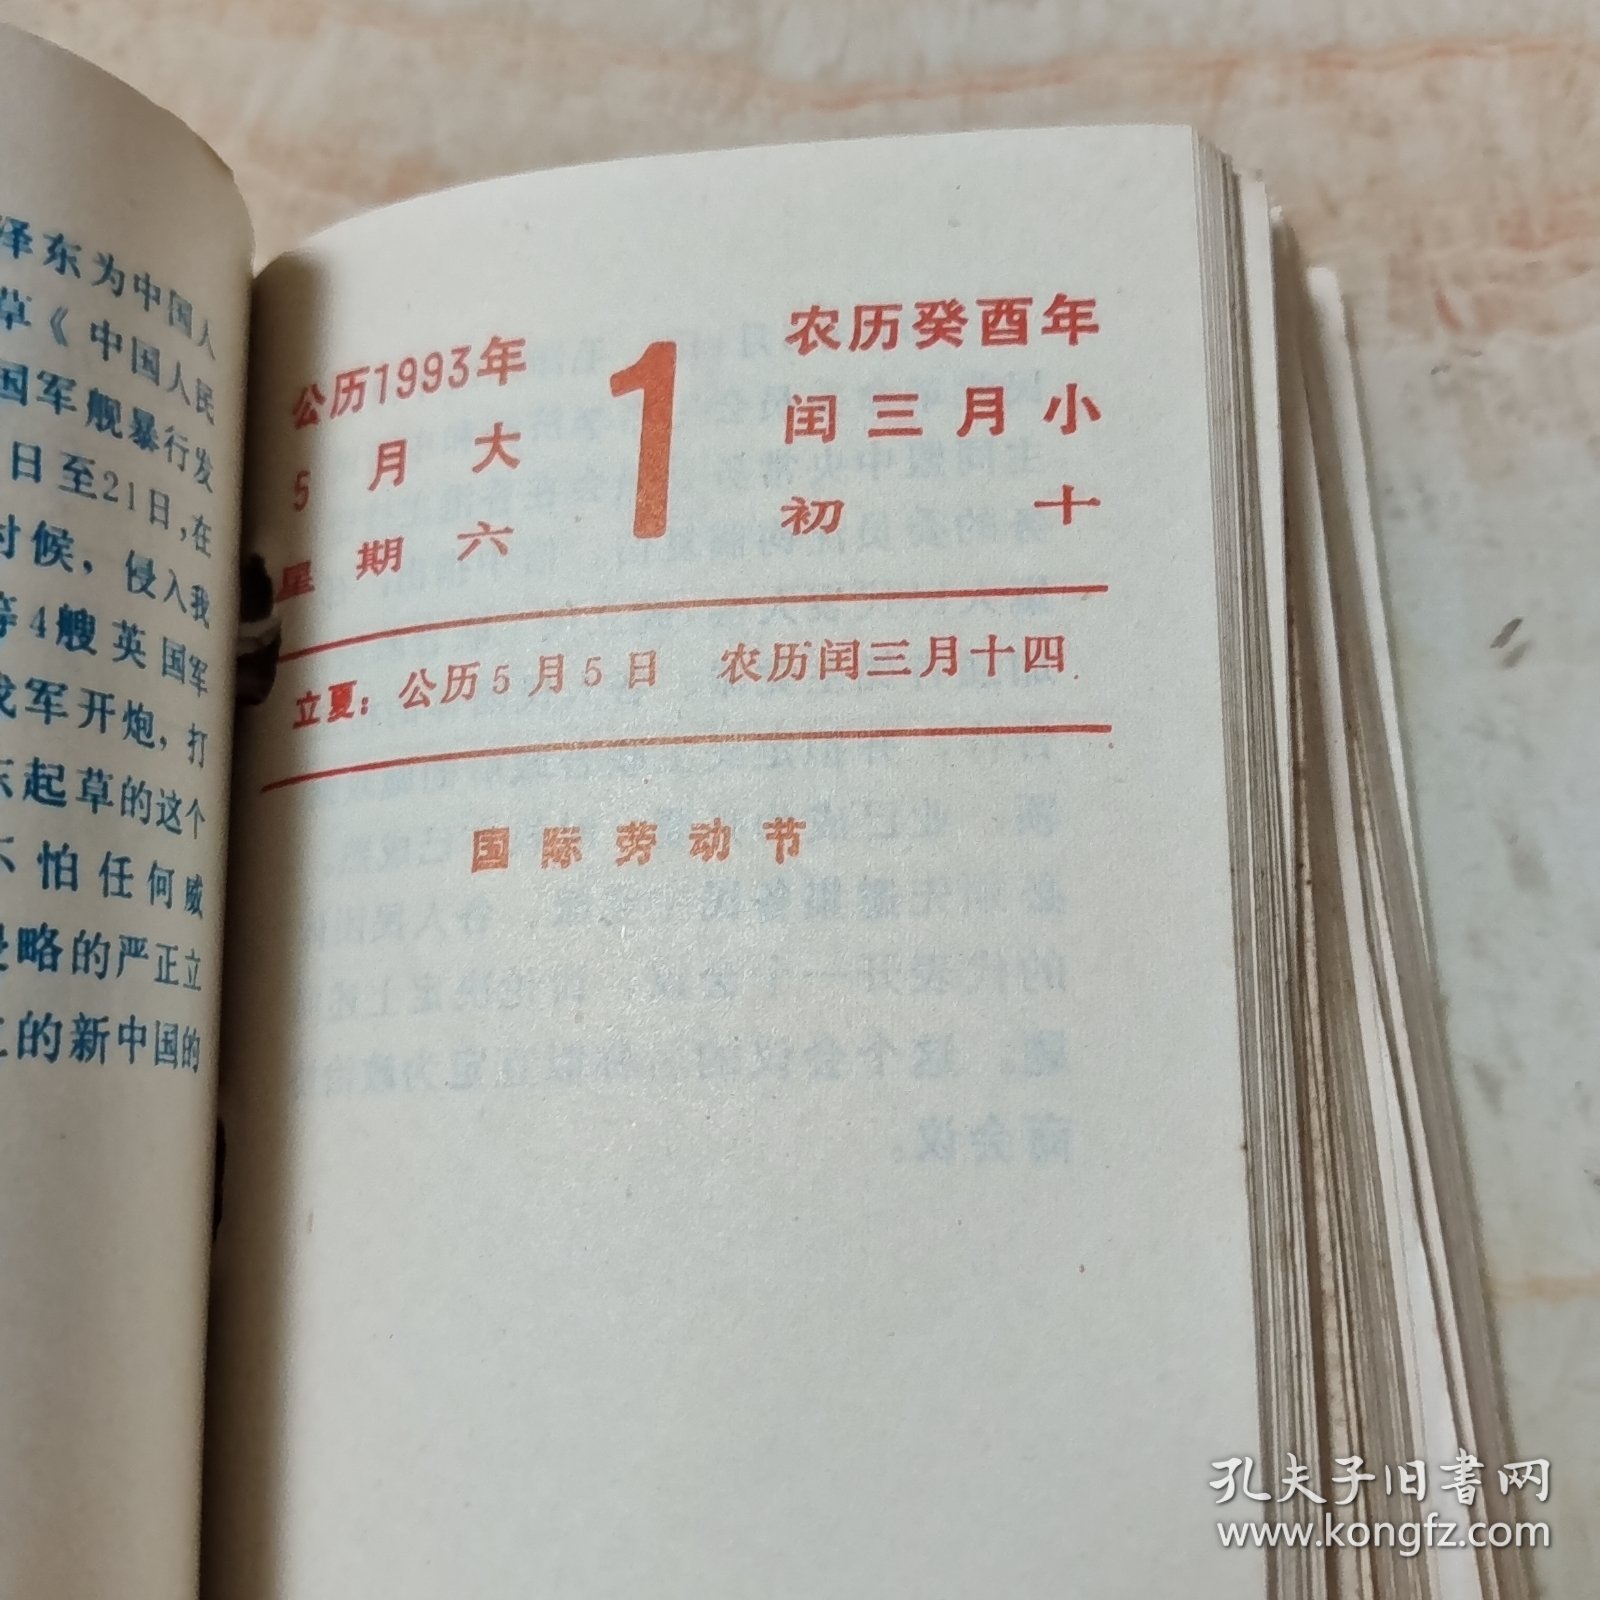 泽东为中国人
草《中国人民
国军舰暴行发
日至21日,在
时候，侵入我
等4艘英国军
我军开炮，打
东起草的这个
不怕任何威
侵略的严正立
的新中国的
公历1993年
5月大
星期六
1
农历癸酉年
闰三月小
初十
立夏：公历5月5日 农历闰三月十四
国际劳动节
孔夫子旧书网
www.kongfz.com